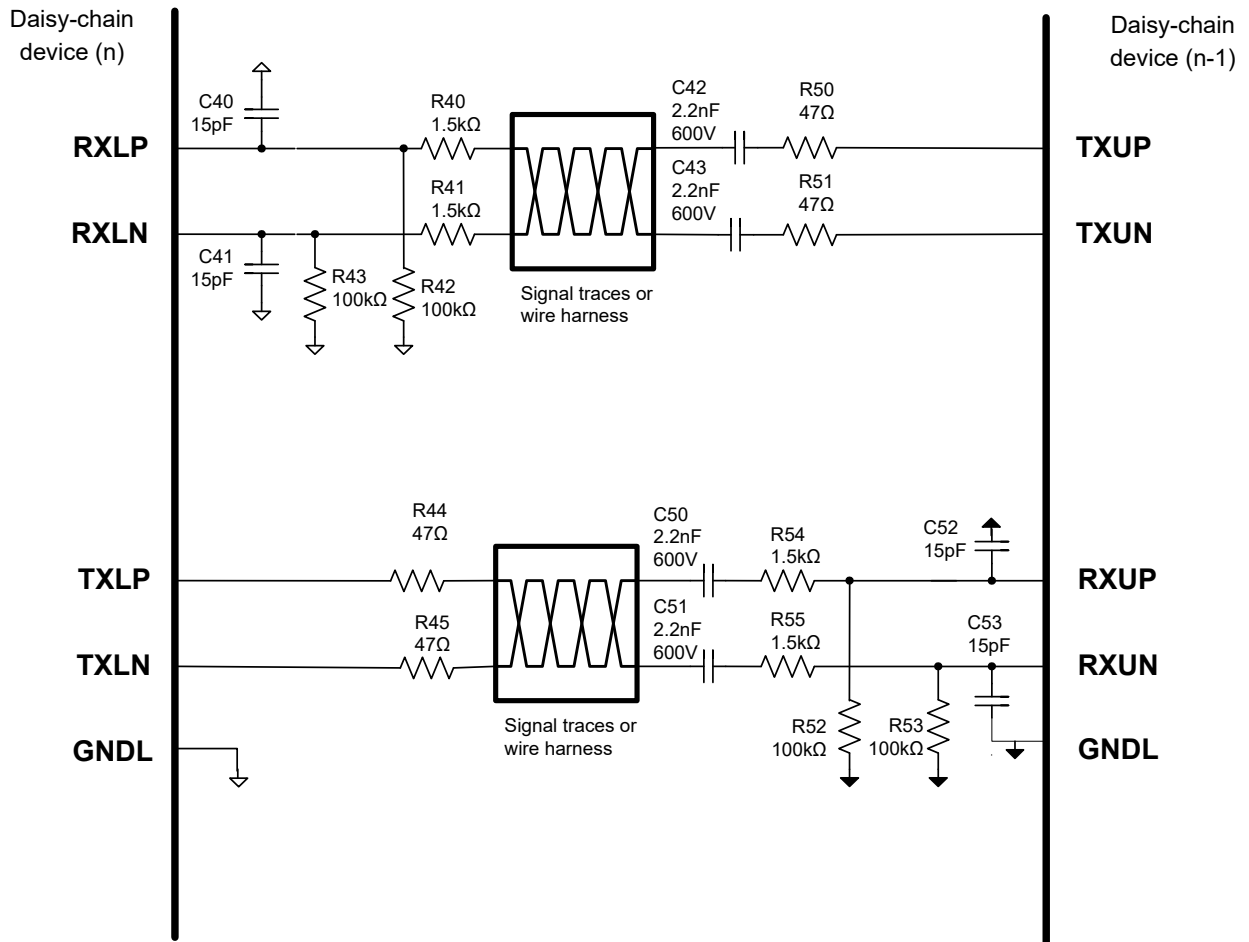 Daisy-chain
device (n)
Daisy-chain
device (n-1)
C40
15pF
R40
1.5kΩ
C42
2.2nF
600V
R50
47Ω
RXLP
TXUP
R41
1.5kΩ
C43
2.2nF
600V
R51
47Ω
RXLN
TXUN
C41
15pF
R43
100kΩ
R42
100kΩ
Signal traces or
wire harness
R44
47Ω
C50
2.2nF
600V
R54
1.5kΩ
C52
15pF
TXLP
RXUP
R45
47Ω
C51
2.2nF
600V
R55
1.5kΩ
C53
15pF
TXLN
RXUN
Signal traces or
wire harness
R52
100kΩ
R53
100kΩ
GNDL
GNDL